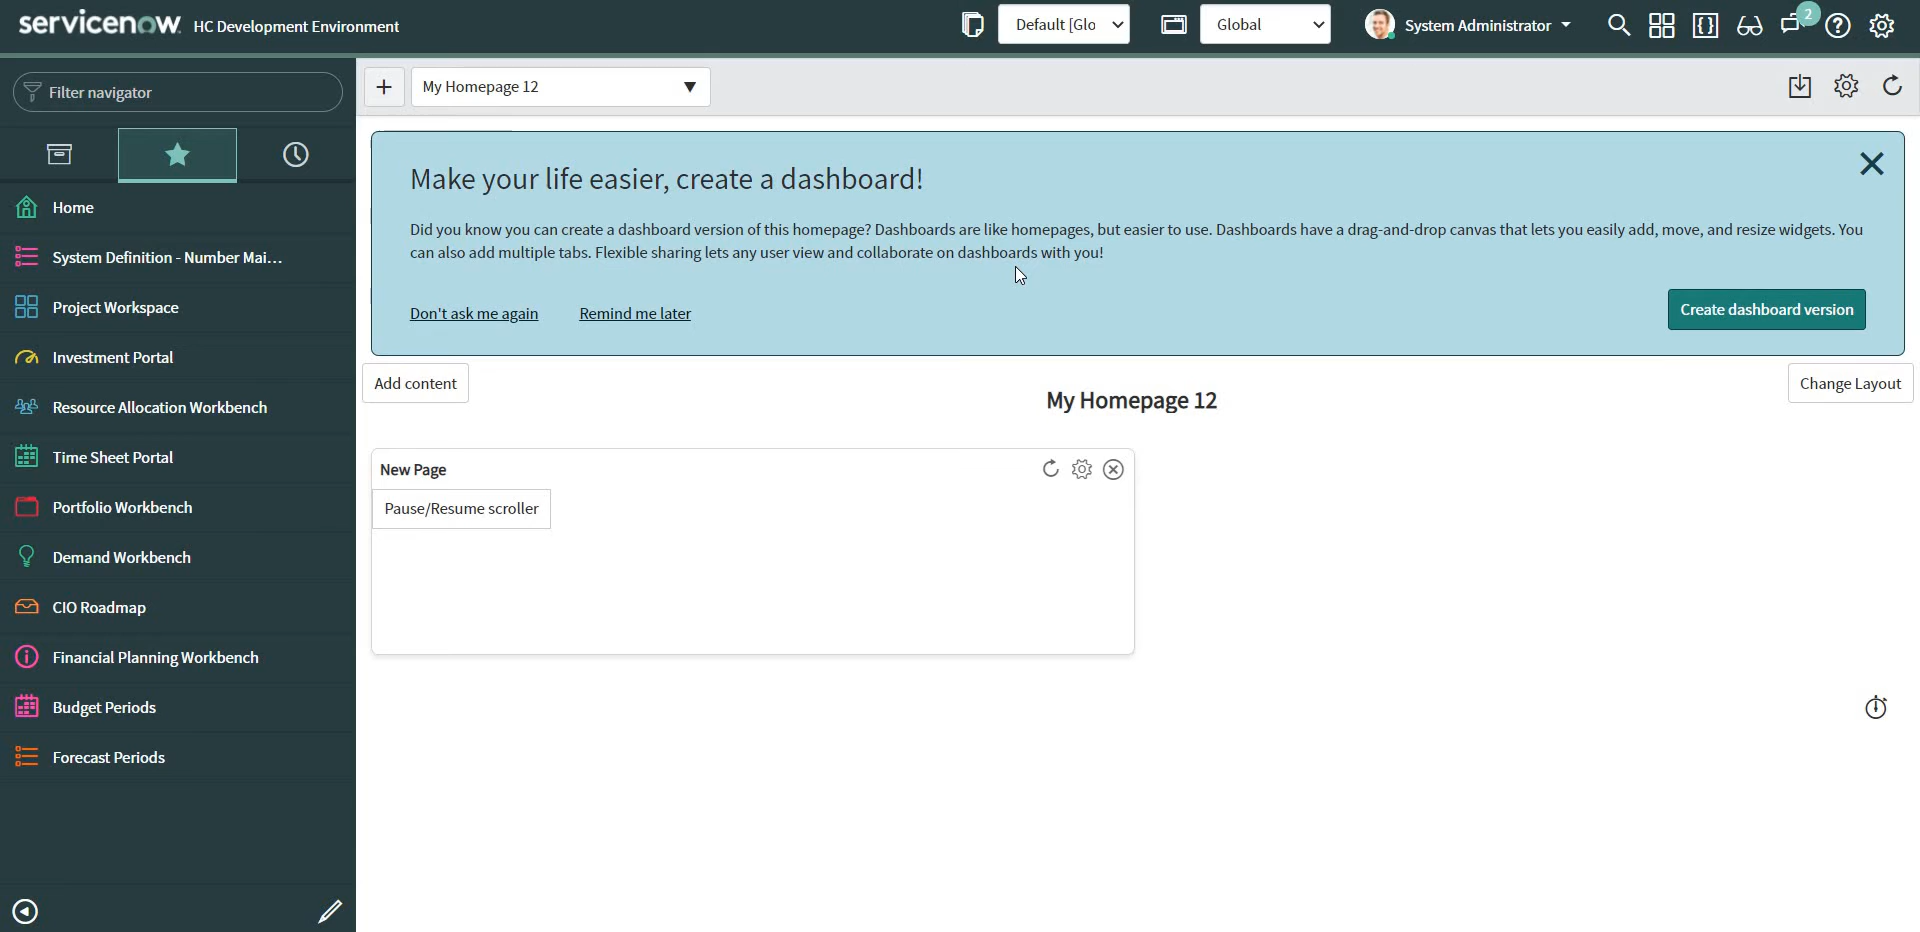 servicenow. HC Development Environment
Default [Glo
Global
System Administrator
2
Filter navigator
My Homepage 12
Home
System Definition - Number Mai...
Project Workspace
Investment Portal
Resource Allocation Workbench
Time Sheet Portal
Portfolio Workbench
Demand Workbench
CIO Roadmap
Financial Planning Workbench
Budget Periods
Forecast Periods
Make your life easier, create a dashboard!
Did you know you can create a dashboard version of this homepage? Dashboards are like homepages, but easier to use. Dashboards have a drag-and-drop canvas that lets you easily add, move, and resize widgets. You
can also add multiple tabs. Flexible sharing lets any user view and collaborate on dashboards with you!
Don't ask me again
Remind me later
Create dashboard version
Add content
My Homepage 12
Change Layout
New Page
Pause/Resume scroller